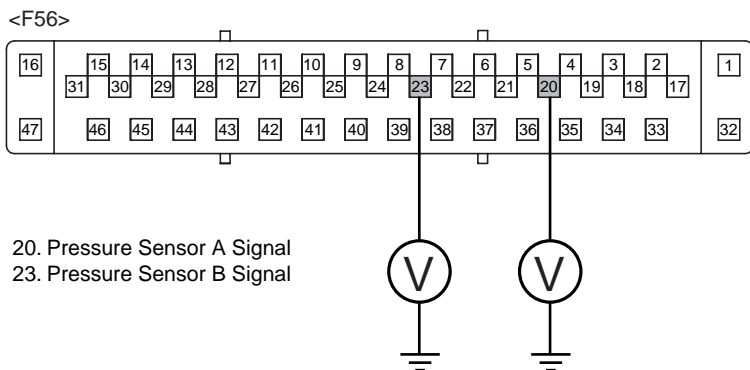 <F56>
16 15 14 13 12 11 10 9 8 7 6 5 4 3 2 1
31 30 29 28 27 26 25 24 23 22 21 20 19 18 17
47 46 45 44 43 42 41 40 39 38 37 36 35 34 33 32
20. Pressure Sensor A Signal
23. Pressure Sensor B Signal
V V